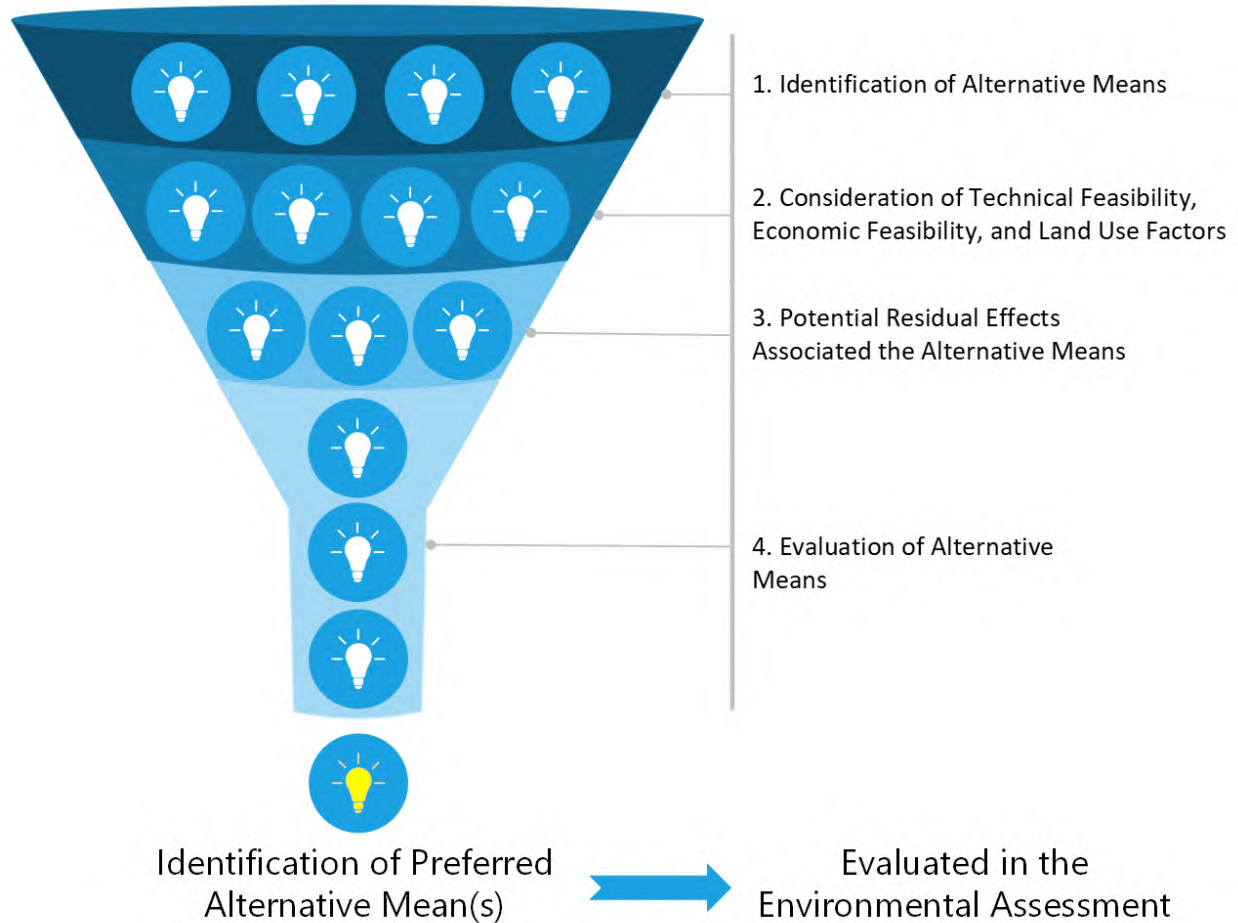 1. Identification of Alternative Means
2. Consideration of Technical Feasibility,
Economic Feasibility, and Land Use Factors
3. Potential Residual Effects
Associated the Alternative Means
4. Evaluation of Alternative
Means
Identification of Preferred
Alternative Mean(s)
Evaluated in the
Environmental Assessment